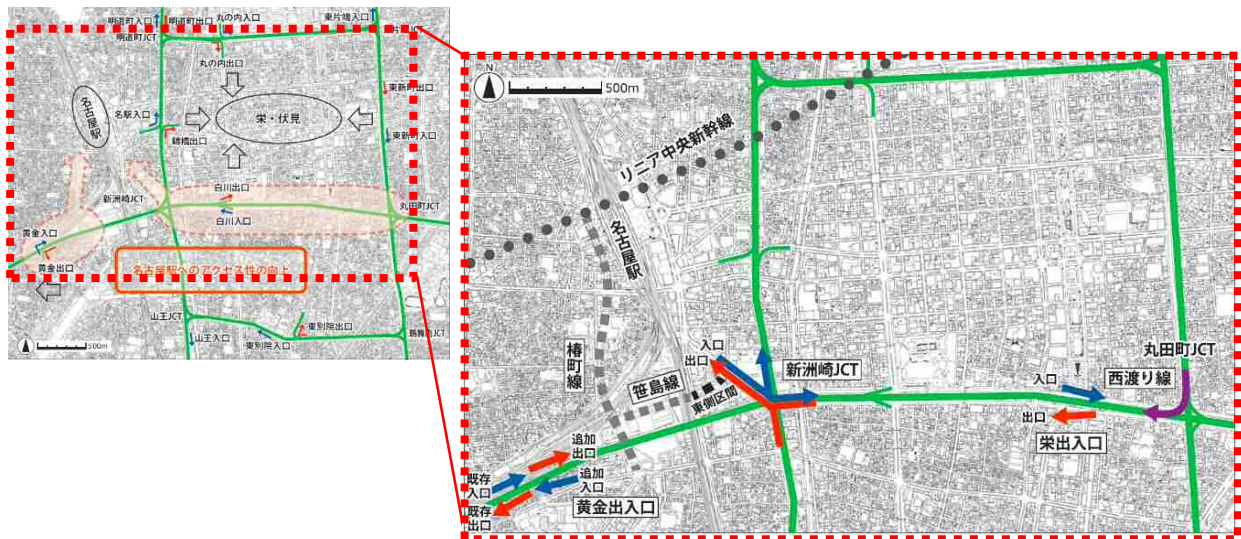 明道町入口
明道町出口
丸の内入口
東片端入口
明道町JCT
丸の内出口
名古屋駅
名駅入口
錦橋出口
栄・伏見
東新町出口
東新町入口
新洲崎JCT
白川出口
白川入口
丸田町JCT
黄金入口
黄金出口
名古屋駅へのアクセス性の向上
山王JCT
山王入口
東別院入口
東別院出口
鶴舞南JCT
500m
N
500m
リニア中央新幹線
名古屋駅
椿町線
笹島線
東側区間
入口
出口
新洲崎JCT
丸田町JCT
西渡り線
入口
出口
栄出入口
追加
出口
既存
入口
追加
入口
既存
出口
黄金出入口